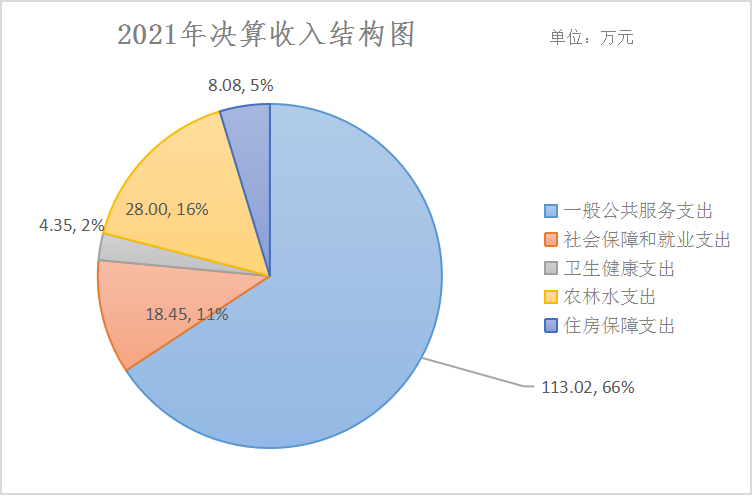 2021年决算收入结构图
单位：万元
8.08, 5%
28.00, 16%
4.35, 2%
18.45, 11%
113.02, 66%
一般公共服务支出
社会保障和就业支出
卫生健康支出
农林水支出
住房保障支出